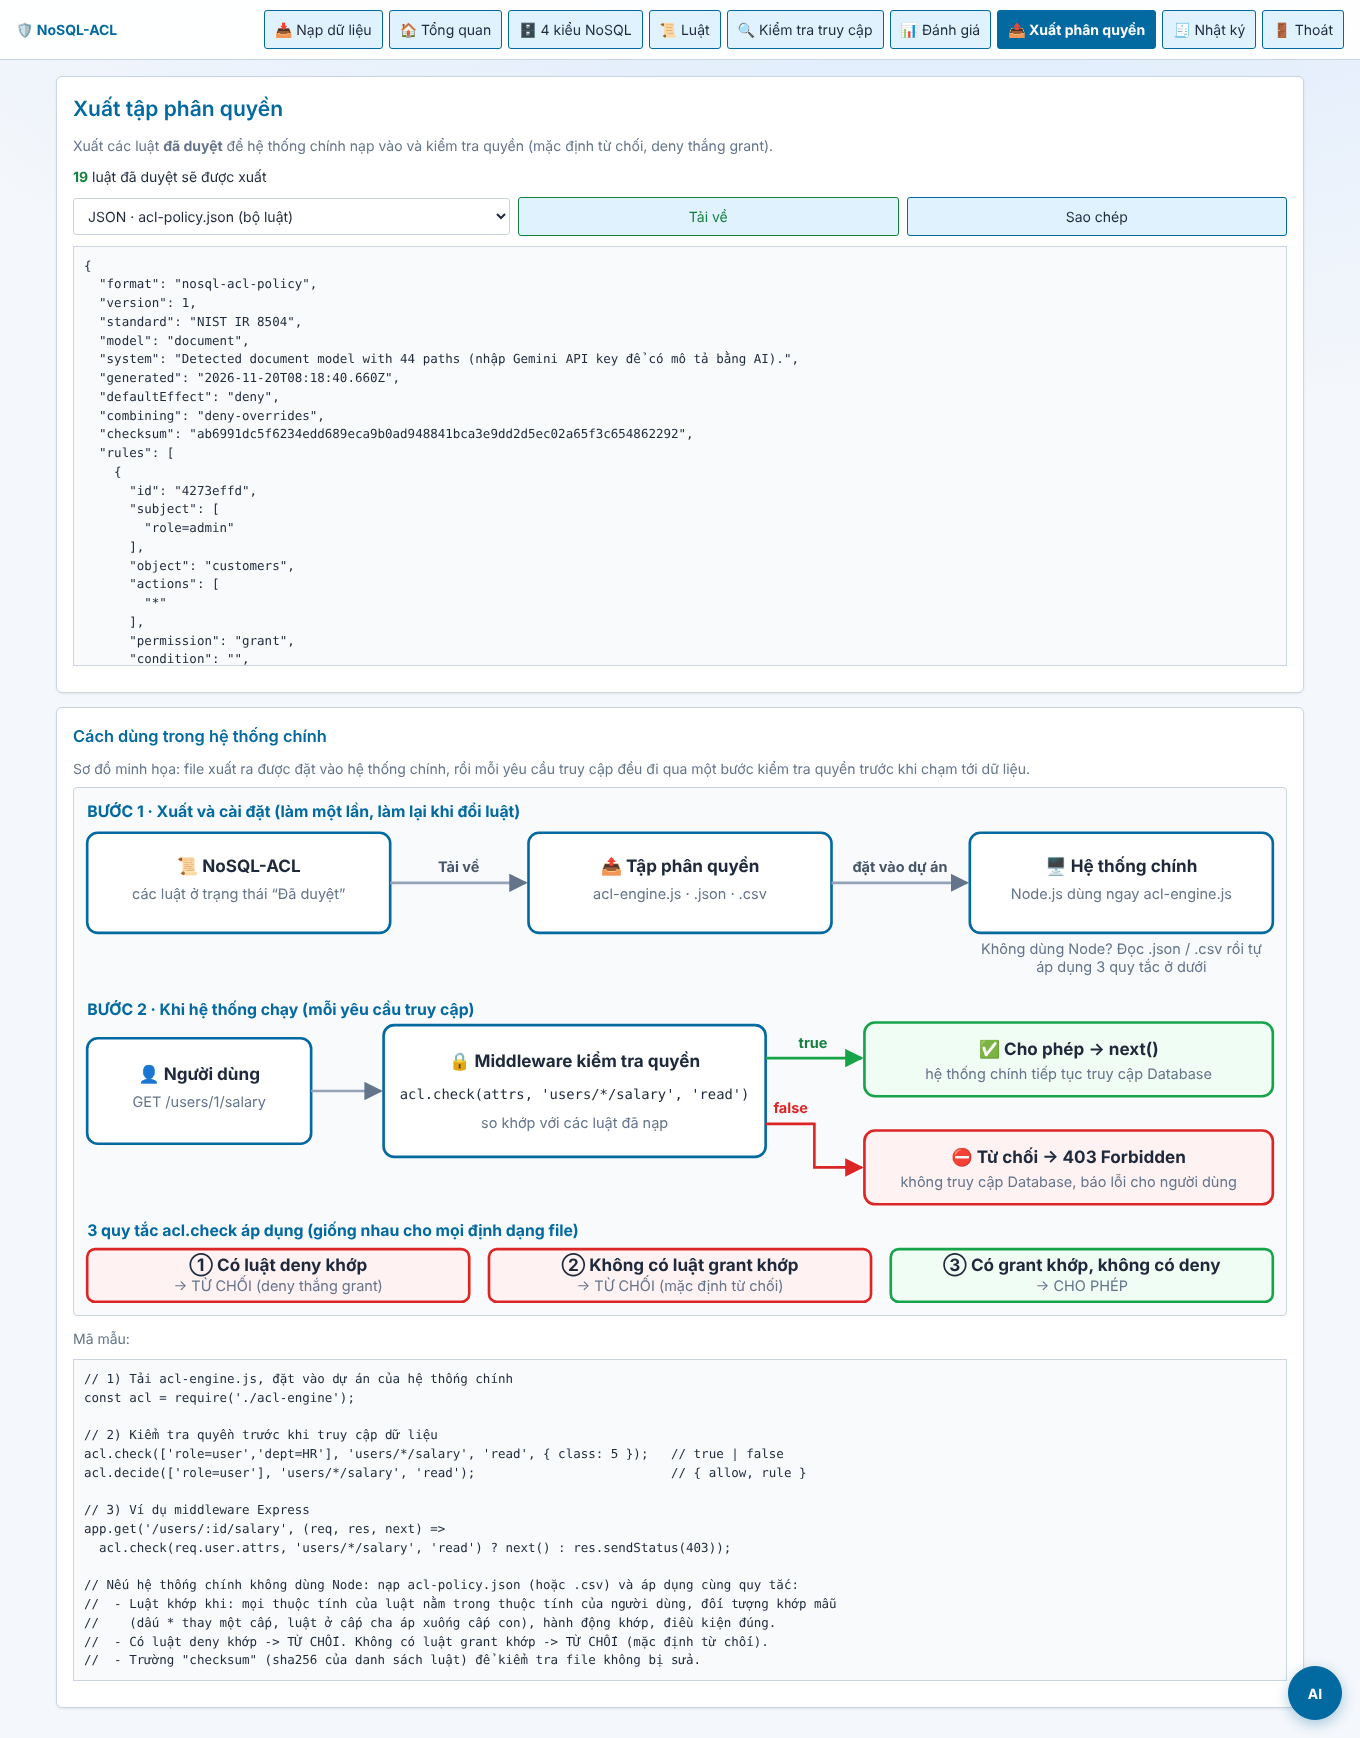 🛡️ NoSQL-ACL
📥 Nạp dữ liệu
🏠 Tổng quan
🗄️ 4 kiểu NoSQL
📜 Luật
🔍 Kiểm tra truy cập
📊 Đánh giá
📤 Xuất phân quyền
🧾 Nhật ký
🚪 Thoát
Xuất tập phân quyền
Xuất các luật đã duyệt để hệ thống chính nạp vào và kiểm tra quyền (mặc định từ chối, deny thắng grant).
19 luật đã duyệt sẽ được xuất
JSON · acl-policy.json (bộ luật)
Tải về
Sao chép
{
  "format": "nosql-acl-policy",
  "version": 1,
  "standard": "NIST IR 8504",
  "model": "document",
  "system": "Detected document model with 44 paths (nhập Gemini API key để có mô tả bằng AI).",
  "generated": "2026-11-20T08:18:40.660Z",
  "defaultEffect": "deny",
  "combining": "deny-overrides",
  "checksum": "ab6991dc5f6234edd689eca9b0ad948841bca3e9dd2d5ec02a65f3c654862292",
  "rules": [
    {
      "id": "4273effd",
      "subject": [
        "role=admin"
      ],
      "object": "customers",
      "actions": [
        "*"
      ],
      "permission": "grant",
      "condition": "",
Cách dùng trong hệ thống chính
Sơ đồ minh họa: file xuất ra được đặt vào hệ thống chính, rồi mỗi yêu cầu truy cập đều đi qua một bước kiểm tra quyền trước khi chạm tới dữ liệu.
BƯỚC 1 · Xuất và cài đặt (làm một lần, làm lại khi đổi luật)
📜 NoSQL-ACL
các luật ở trạng thái “Đã duyệt”
Tải về
📤 Tập phân quyền
acl-engine.js · .json · .csv
đặt vào dự án
🖥️ Hệ thống chính
Node.js dùng ngay acl-engine.js
Không dùng Node? Đọc .json / .csv rồi tự
áp dụng 3 quy tắc ở dưới
BƯỚC 2 · Khi hệ thống chạy (mỗi yêu cầu truy cập)
👤 Người dùng
GET /users/1/salary
🔒 Middleware kiểm tra quyền
acl.check(attrs, 'users/*/salary', 'read')
so khớp với các luật đã nạp
true
✅ Cho phép → next()
hệ thống chính tiếp tục truy cập Database
false
⛔ Từ chối → 403 Forbidden
không truy cập Database, báo lỗi cho người dùng
3 quy tắc acl.check áp dụng (giống nhau cho mọi định dạng file)
① Có luật deny khớp
→ TỪ CHỐI (deny thắng grant)
② Không có luật grant khớp
→ TỪ CHỐI (mặc định từ chối)
③ Có grant khớp, không có deny
→ CHO PHÉP
Mã mẫu:
// 1) Tải acl-engine.js, đặt vào dự án của hệ thống chính
const acl = require('./acl-engine');
// 2) Kiểm tra quyền trước khi truy cập dữ liệu
acl.check(['role=user','dept=HR'], 'users/*/salary', 'read', { class: 5 });   // true | false
acl.decide(['role=user'], 'users/*/salary', 'read');                          // { allow, rule }
// 3) Ví dụ middleware Express
app.get('/users/:id/salary', (req, res, next) =>
  acl.check(req.user.attrs, 'users/*/salary', 'read') ? next() : res.sendStatus(403));
// Nếu hệ thống chính không dùng Node: nạp acl-policy.json (hoặc .csv) và áp dụng cùng quy tắc:
//  - Luật khớp khi: mọi thuộc tính của luật nằm trong thuộc tính của người dùng, đối tượng khớp mẫu
//    (dấu * thay một cấp, luật ở cấp cha áp xuống cấp con), hành động khớp, điều kiện đúng.
//  - Có luật deny khớp -> TỪ CHỐI. Không có luật grant khớp -> TỪ CHỐI (mặc định từ chối).
//  - Trường "checksum" (sha256 của danh sách luật) để kiểm tra file không bị sửa.
AI